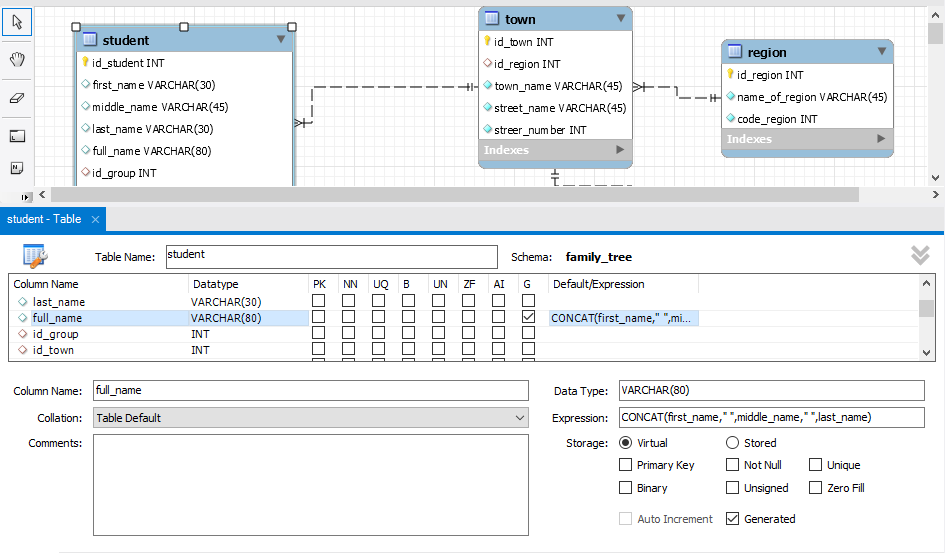 student
id_student INT
first_name VARCHAR(30)
middle_name VARCHAR(45)
last_name VARCHAR(30)
full_name VARCHAR(80)
id_group INT
town
id_town INT
id_region INT
town_name VARCHAR(45)
street_name VARCHAR(45)
streer_number INT
Indexes
region
id_region INT
name_of_region VARCHAR(45)
code_region INT
Indexes
student - Table
Table Name: student Schema: family_tree
Column Name Datatype PK NN UQ B UN ZF AI G Default/Expression
last_name VARCHAR(30)
full_name VARCHAR(80) CONCAT(first_name," ",mi...
id_group INT
id_town INT
Column Name: full_name Data Type: VARCHAR(80)
Collation: Table Default Expression: CONCAT(first_name," ",middle_name," ",last_name)
Comments: Storage: Virtual Stored
Primary Key Not Null Unique
Binary Unsigned Zero Fill
Auto Increment Generated